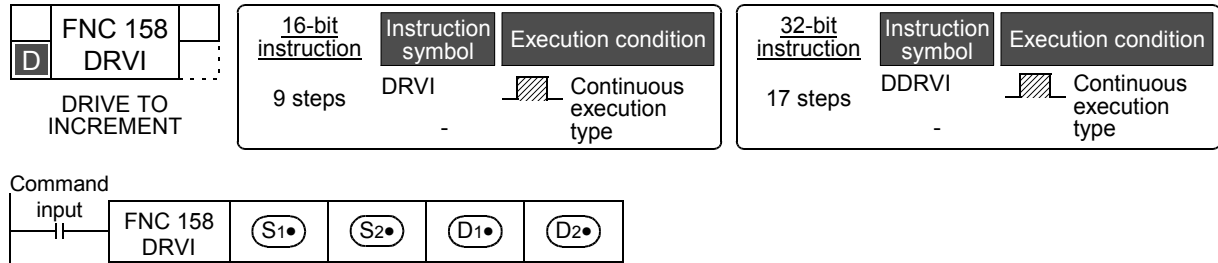 FNC 158
D DRVI
DRIVE TO
INCREMENT
16-bit
instruction
Instruction
symbol
Execution condition
9 steps
DRVI
Continuous
execution
type
-
32-bit
instruction
Instruction
symbol
Execution condition
17 steps
DDRVI
Continuous
execution
type
-
Command
input
FNC 158
DRVI
S1•
S2•
D1•
D2•